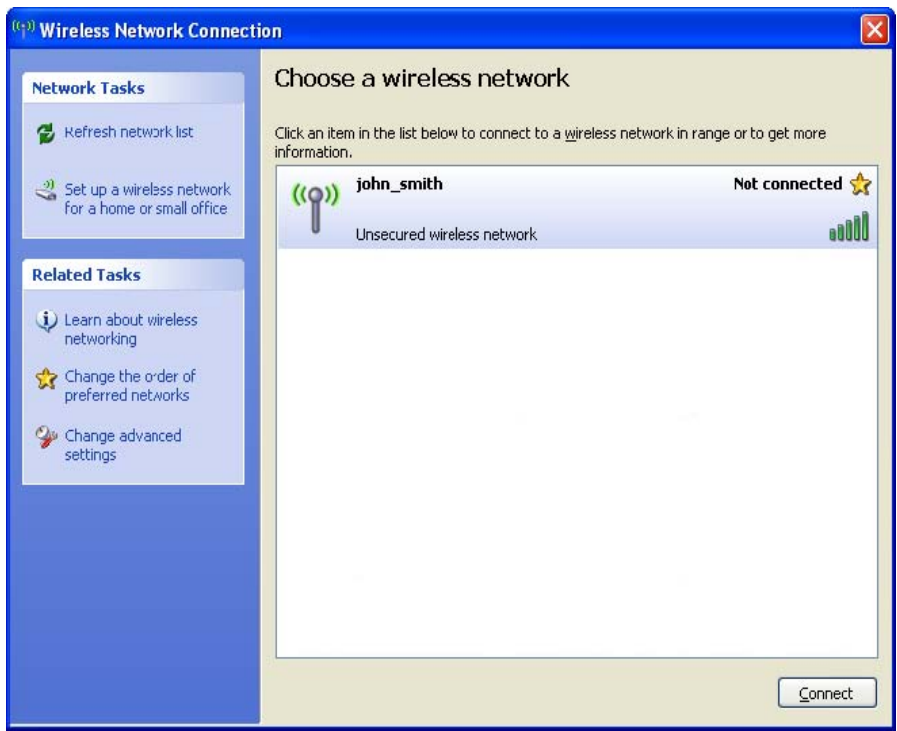 Wireless Network Connection
Network Tasks
Refresh network list
Set up a wireless network
for a home or small office
Related Tasks
Learn about wireless
networking
Change the order of
preferred networks
Change advanced
settings
Choose a wireless network
Click an item in the list below to connect to a wireless network in range or to get more
information.
john_smith
Not connected
Unsecured wireless network
Connect